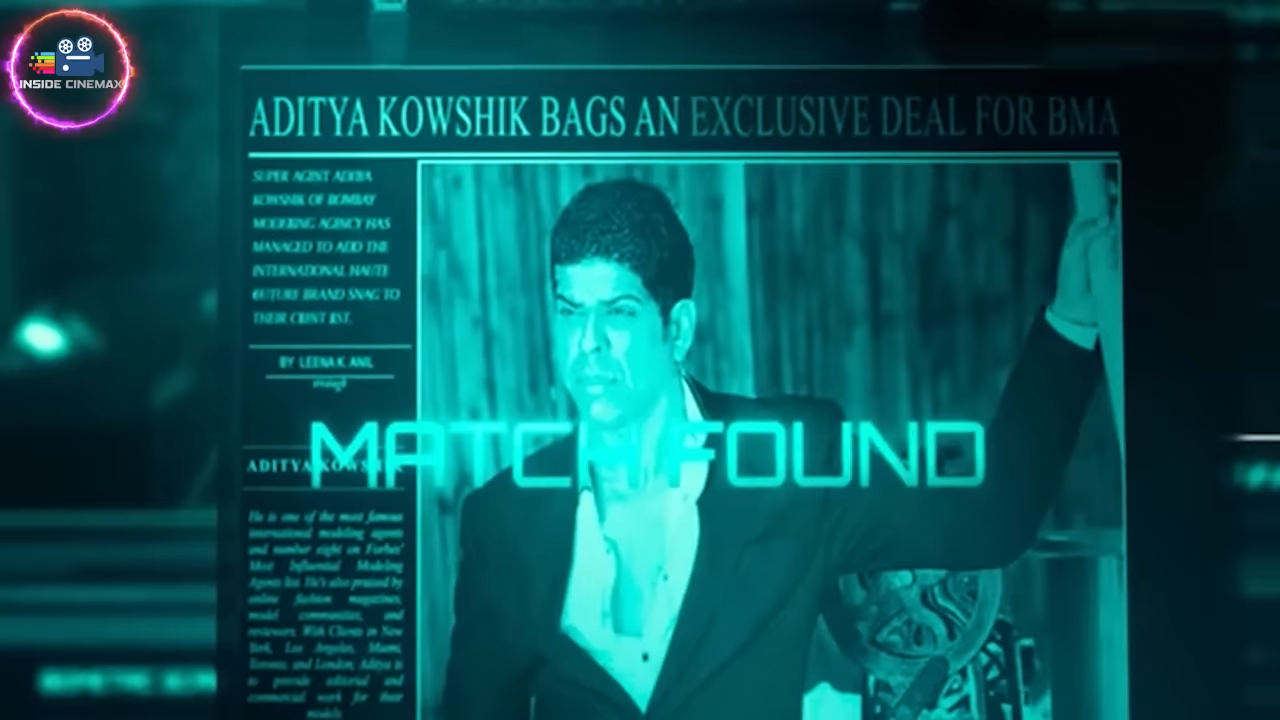 INSIDE CINEMAX
ADITYA KOWSHIK BAGS AN EXCLUSIVE DEAL FOR BMA
SUPER AGENT ADITYA
KOWSHIK OF BOMBAY
MODELING AGENCY HAS
MANAGED TO ADD THE
INTERNATIONAL HAUTE
SNAG TO
THEIR
BY LEENA K. ANIL
MATCH FOUND
ADITYA KOWSHIK
He is one of the most famous
international modeling agents
and number eight on Forbes'
Most Influential Modeling
Agents list. He's also praised by
online fashion magazines,
model communities, and
reviewers. With Clients in New
York, Los Angeles, Miami,
Toronto, and London, Aditya is
to provide editorial and
commercial work for their
models